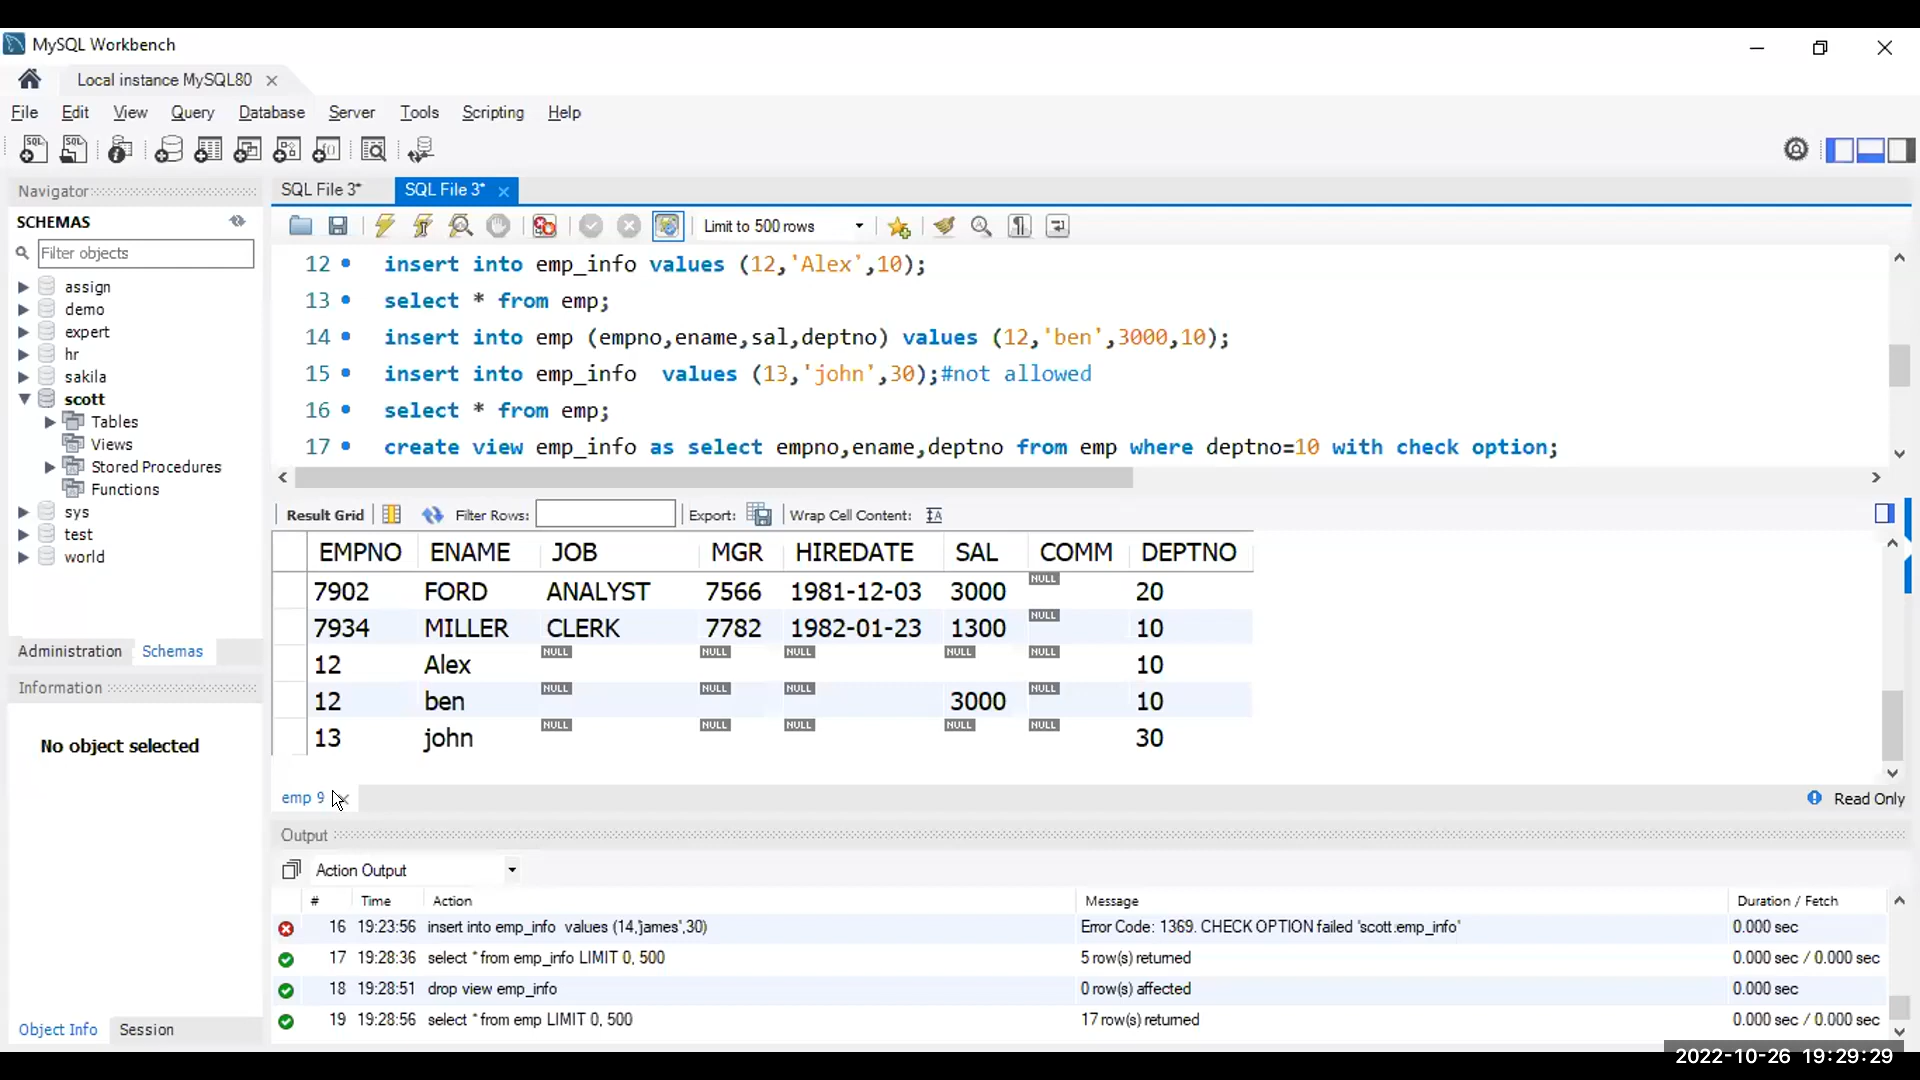 MySQL Workbench
Local instance MySQL80
File Edit View Query Database Server Tools Scripting Help
Navigator
SCHEMAS
Filter objects
assign
demo
expert
hr
sakila
scott
Tables
Views
Stored Procedures
Functions
sys
test
world
Administration Schemas
Information
No object selected
Object Info Session
SQL File 3* SQL File 3*
Limit to 500 rows
12 insert into emp_info values (12,'Alex',10);
13 select * from emp;
14 insert into emp (empno,ename,sal,deptno) values (12,'ben',3000,10);
15 insert into emp_info  values (13,'john',30);#not allowed
16 select * from emp;
17 create view emp_info as select empno,ename,deptno from emp where deptno=10 with check option;
Result Grid Filter Rows: Export: Wrap Cell Content: IA
EMPNO ENAME JOB MGR HIREDATE SAL COMM DEPTNO
7902 FORD ANALYST 7566 1981-12-03 3000 NULL 20
7934 MILLER CLERK 7782 1982-01-23 1300 NULL 10
12 Alex NULL NULL NULL NULL NULL 10
12 ben NULL NULL NULL 3000 NULL 10
13 john NULL NULL NULL NULL NULL 30
emp 9 Read Only
Output
Action Output
# Time Action Message Duration / Fetch
16 19:23:56 insert into emp_info  values (14,'james',30) Error Code: 1369. CHECK OPTION failed 'scott.emp_info' 0.000 sec
17 19:28:36 select * from emp_info LIMIT 0, 500 5 row(s) returned 0.000 sec / 0.000 sec
18 19:28:51 drop view emp_info 0 row(s) affected 0.000 sec
19 19:28:56 select * from emp LIMIT 0, 500 17 row(s) returned 0.000 sec / 0.000 sec
2022-10-26 19:29:29